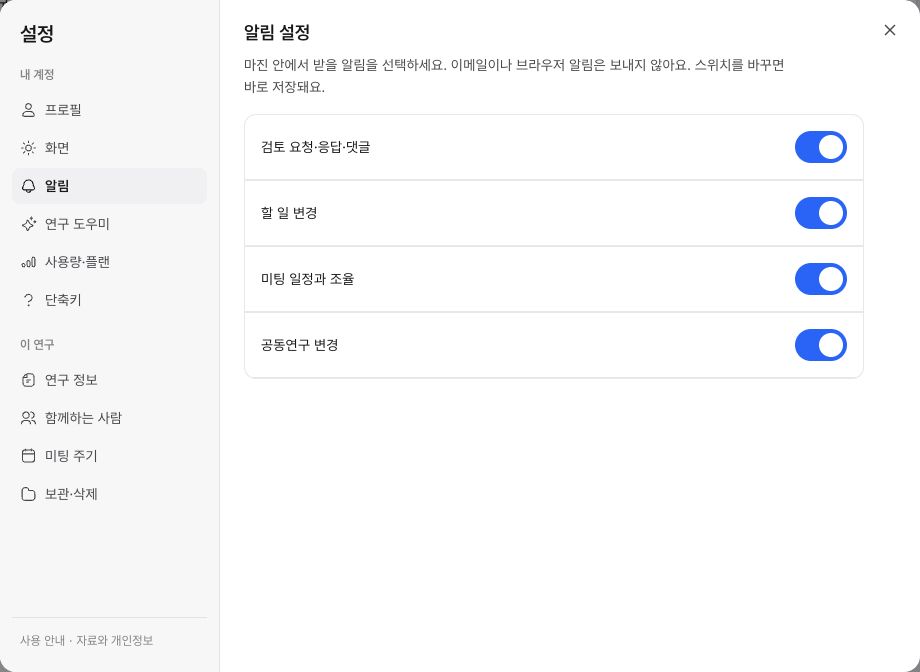 설정
내 계정
프로필
화면
알림
연구 도우미
사용량·플랜
단축키
이 연구
연구 정보
함께하는 사람
미팅 주기
보관·삭제
사용 안내 · 자료와 개인정보
알림 설정
마진 안에서 받을 알림을 선택하세요. 이메일이나 브라우저 알림은 보내지 않아요. 스위치를 바꾸면
바로 저장돼요.
검토 요청·응답·댓글
할 일 변경
미팅 일정과 조율
공동연구 변경